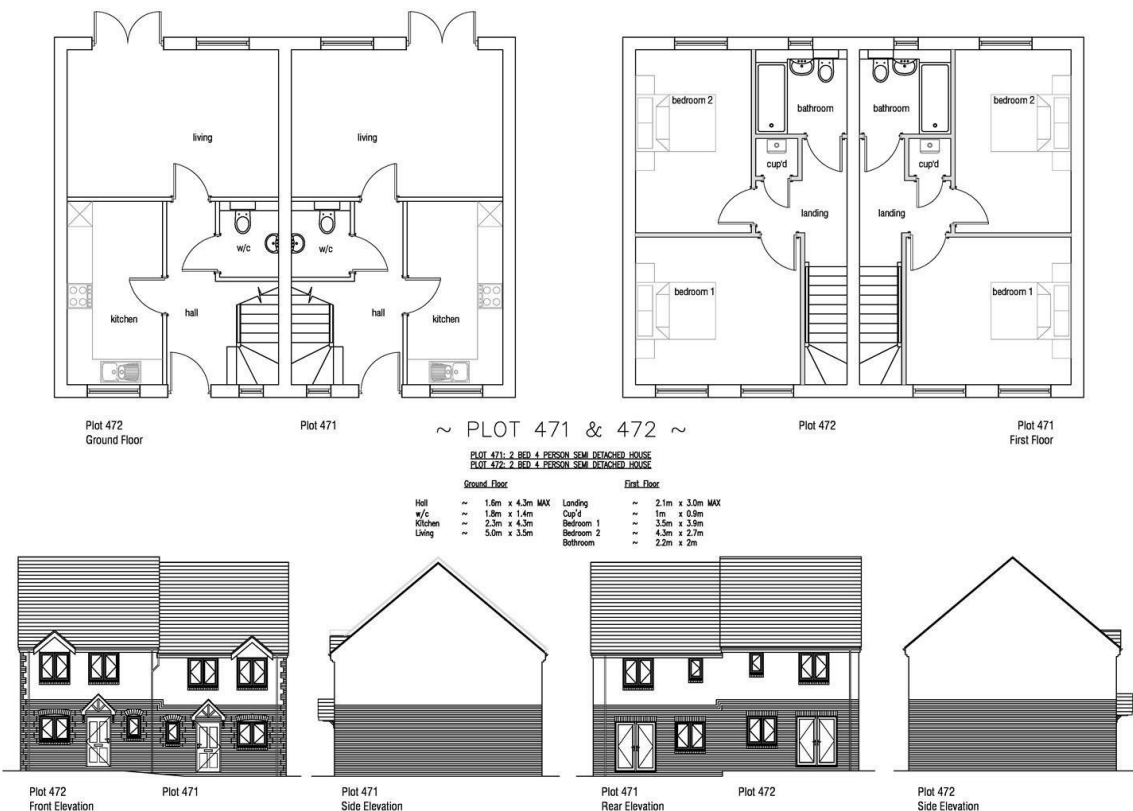 living
living
w/c
w/c
hall
hall
kitchen
kitchen
Plot 472
Ground Floor
Plot 471
bedroom 2
bathroom
bathroom
bedroom 2
cup'd
cup'd
landing
landing
bedroom 1
bedroom 1
Plot 472
Plot 471
First Floor
~ PLOT 471 & 472 ~
PLOT 471: 2 BED 4 PERSON SEMI DETACHED HOUSE
PLOT 472: 2 BED 4 PERSON SEMI DETACHED HOUSE
Ground Floor
Hall ~ 1.6m x 4.3m MAX
w/c ~ 1.8m x 1.4m
Kitchen ~ 2.3m x 4.3m
Living ~ 5.0m x 3.5m
First Floor
Landing ~ 2.1m x 3.0m MAX
Cup'd ~ 1m x 0.9m
Bedroom 1 ~ 3.5m x 3.9m
Bedroom 2 ~ 4.3m x 2.7m
Bathroom ~ 2.2m x 2m
Plot 472
Front Elevation
Plot 471
Plot 471
Side Elevation
Plot 471
Rear Elevation
Plot 472
Plot 472
Side Elevation